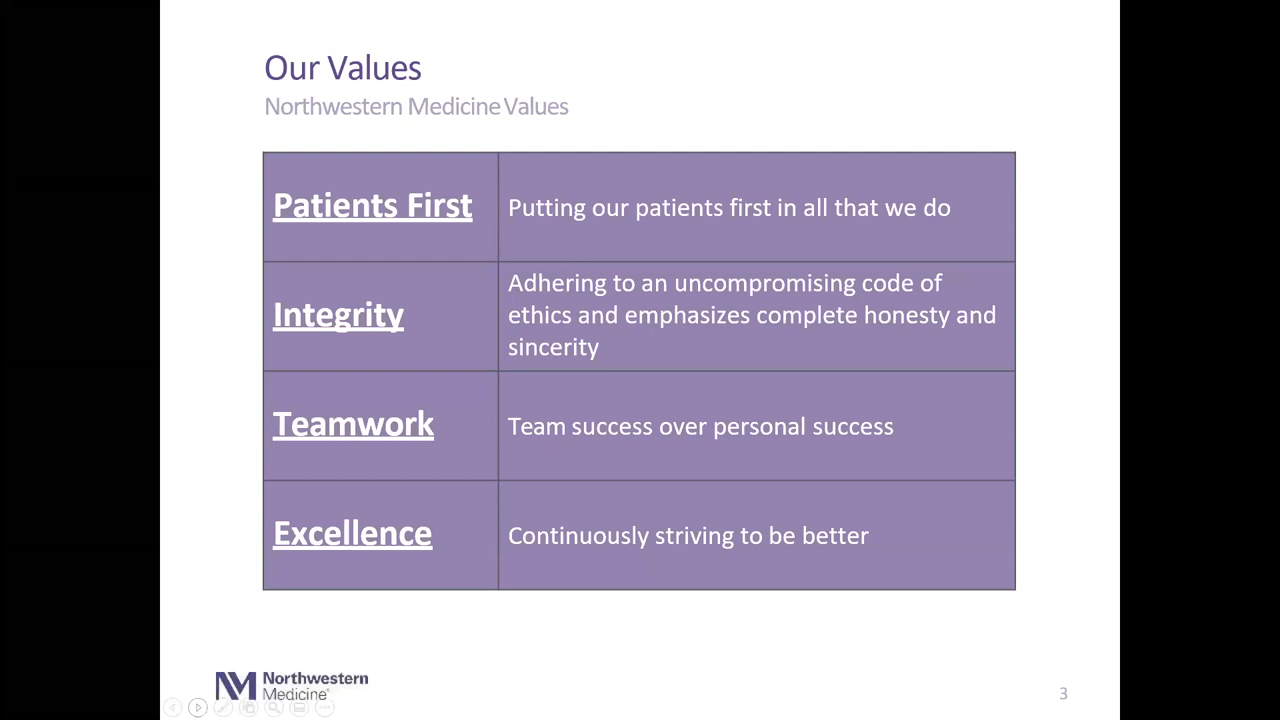 Our Values
Northwestern Medicine Values
Patients First
Putting our patients first in all that we do
Integrity
Adhering to an uncompromising code of
ethics and emphasizes complete honesty and
sincerity
Teamwork
Team success over personal success
Excellence
Continuously striving to be better
NM Northwestern
Medicine®
3